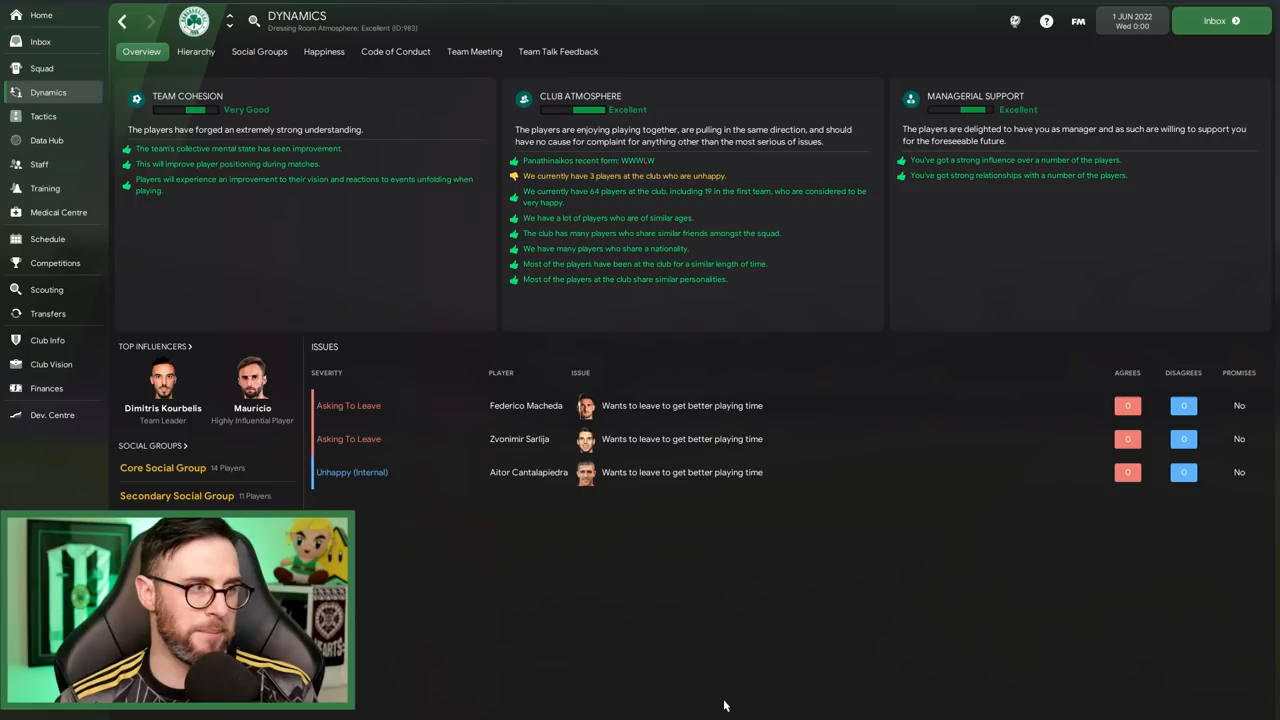 Home
Inbox
Squad
Dynamics
Tactics
Data Hub
Staff
Training
Medical Centre
Schedule
Competitions
Scouting
Transfers
Club Info
Club Vision
Finances
Dev. Centre
DYNAMICS
Dressing Room Atmosphere: Excellent (ID:983)
?
FM
1 JUN 2022
Wed 0:00
Inbox
Overview
Hierarchy
Social Groups
Happiness
Code of Conduct
Team Meeting
Team Talk Feedback
TEAM COHESION
Very Good
The players have forged an extremely strong understanding.
The team's collective mental state has seen improvement.
This will improve player positioning during matches.
Players will experience an improvement to their vision and reactions to events unfolding when
playing.
CLUB ATMOSPHERE
Excellent
The players are enjoying playing together, are pulling in the same direction, and should
have no cause for complaint for anything other than the most serious of issues.
Panathinaikos recent form: WWWLW
We currently have 3 players at the club who are unhappy.
We currently have 64 players at the club, including 19 in the first team, who are considered to be
very happy.
We have a lot of players who are of similar ages.
The club has many players who share similar friends amongst the squad.
We have many players who share a nationality.
Most of the players have been at the club for a similar length of time.
Most of the players at the club share similar personalities.
MANAGERIAL SUPPORT
Excellent
The players are delighted to have you as manager and as such are willing to support you
for the foreseeable future.
You've got a strong influence over a number of the players.
You've got strong relationships with a number of the players.
TOP INFLUENCERS >
Dimitris Kourbelis
Team Leader
Maurício
Highly Influential Player
SOCIAL GROUPS >
Core Social Group 14 Players
Secondary Social Group 11 Players
ISSUES
SEVERITY PLAYER ISSUE AGREES DISAGREES PROMISES
Asking To Leave Federico Macheda Wants to leave to get better playing time 0 0 No
Asking To Leave Zvonimir Sarlija Wants to leave to get better playing time 0 0 No
Unhappy (Internal) Aitor Cantalapiedra Wants to leave to get better playing time 0 0 No
HEARTS